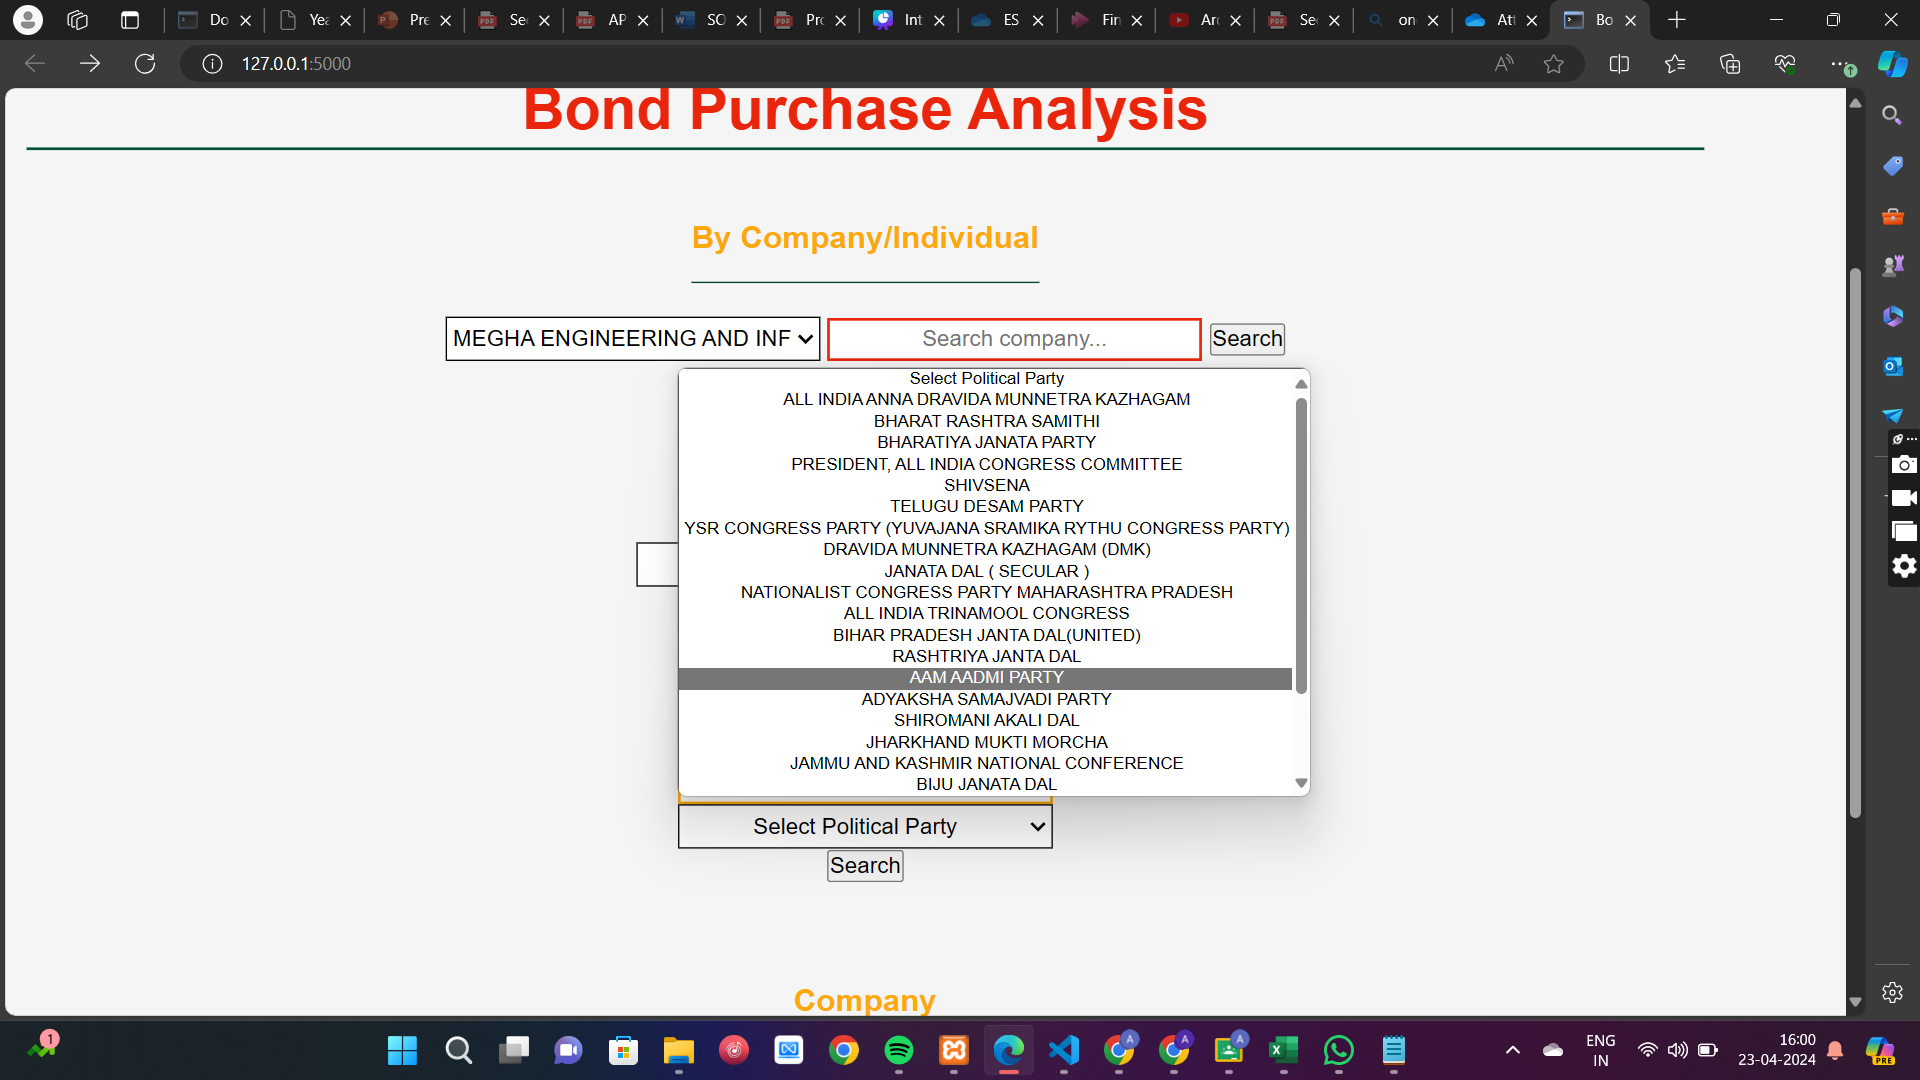 Do
Yea
Pre
Se
AP
SO
Pro
Int
ES
Fin
Arc
Se
on
Att
Bo
127.0.0.1:5000
Bond Purchase Analysis
By Company/Individual
MEGHA ENGINEERING AND INF
Search company...
Search
Select Political Party
ALL INDIA ANNA DRAVIDA MUNNETRA KAZHAGAM
BHARAT RASHTRA SAMITHI
BHARATIYA JANATA PARTY
PRESIDENT, ALL INDIA CONGRESS COMMITTEE
SHIVSENA
TELUGU DESAM PARTY
YSR CONGRESS PARTY (YUVAJANA SRAMIKA RYTHU CONGRESS PARTY)
DRAVIDA MUNNETRA KAZHAGAM (DMK)
JANATA DAL ( SECULAR )
NATIONALIST CONGRESS PARTY MAHARASHTRA PRADESH
ALL INDIA TRINAMOOL CONGRESS
BIHAR PRADESH JANTA DAL(UNITED)
RASHTRIYA JANTA DAL
AAM AADMI PARTY
ADYAKSHA SAMAJVADI PARTY
SHIROMANI AKALI DAL
JHARKHAND MUKTI MORCHA
JAMMU AND KASHMIR NATIONAL CONFERENCE
BIJU JANATA DAL
Select Political Party
Search
Company
1
A
A
A
ENG
IN
16:00
23-04-2024
PRE